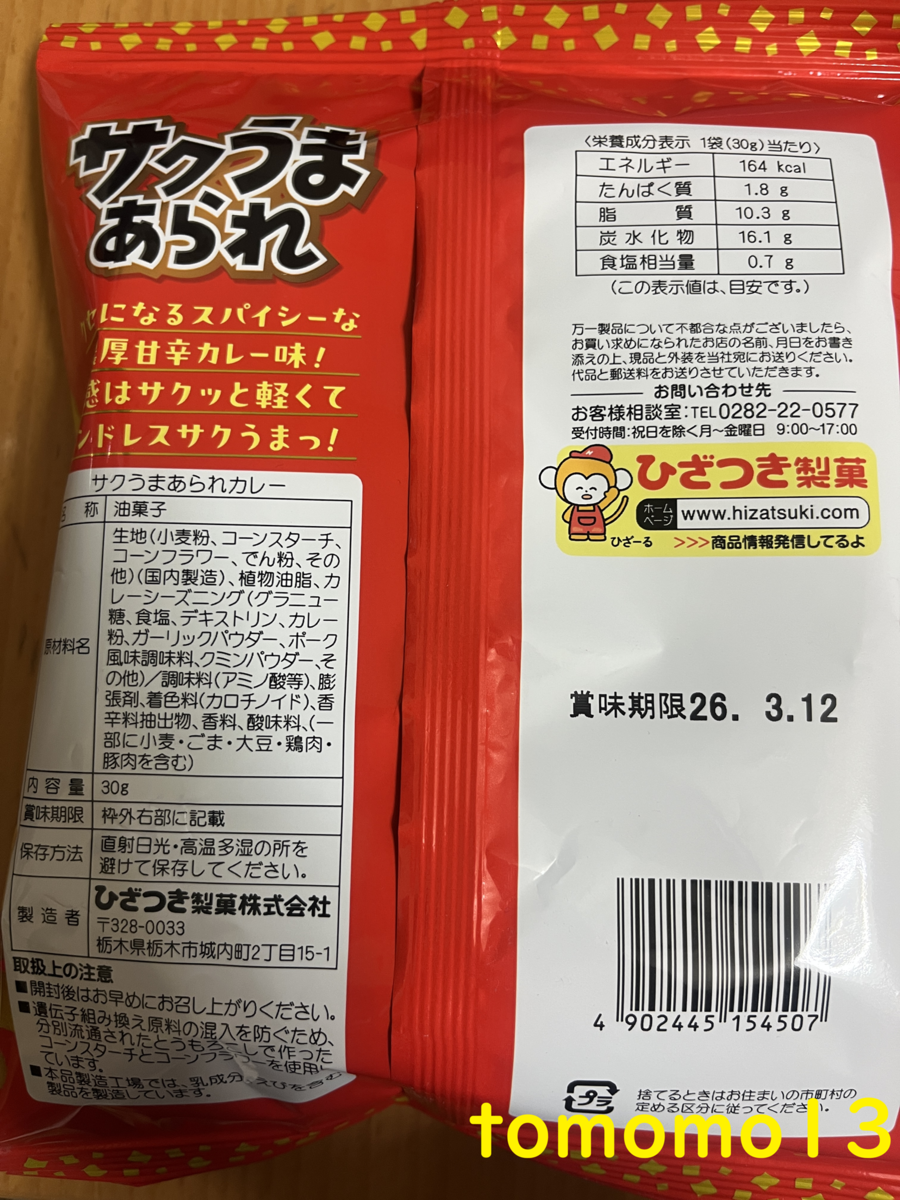 サクうま
あられ
セになるスパイシーな
厚甘辛カレー味!
感はサクッと軽くて
ンドレスサクうまっ!
サクうまあられカレー
称 油菓子
原材料名
生地(小麦粉、コーンスターチ、
コーンフラワー、でん粉、その
他)(国内製造)、植物油脂、カ
レーシーズニング(グラニュー
糖、食塩、デキストリン、カレー
粉、ガーリックパウダー、ポーク
風味調味料、クミンパウダー、そ
の他)/調味料(アミノ酸等)、膨
張剤、着色料(カロチノイド)、香
辛料抽出物、香料、酸味料、(一
部に小麦・ごま・大豆・鶏肉・
豚肉を含む)
内容量 30g
賞味期限 枠外右部に記載
保存方法 直射日光・高温多湿の所を
避けて保存してください。
製造者 ひざつき製菓株式会社
〒328-0033
栃木県栃木市城内町2丁目15-1
取扱上の注意
■開封後はお早めにお召し上がりください。
■遺伝子組み換え原料の混入を防ぐため、
分別流通されたとうもろこしで作った
コーンスターチとコーンフラワーを使用し
ています。
■本品製造工場では、乳成分・えびを含む
製品を製造しています。
〈栄養成分表示 1袋(30g)当たり〉
エネルギー 164 kcal
たんぱく質 1.8 g
脂質 10.3 g
炭水化物 16.1 g
食塩相当量 0.7 g
(この表示値は、目安です。)
万一製品について不都合な点がございましたら、
お買い求めになられたお店の名前、月日をお書き
添えの上、現品と外装を当社宛にお送りください。
代品と郵送料をお送りさせていただきます。
お問い合わせ先
お客様相談室:TEL0282-22-0577
受付時間:祝日を除く月~金曜日 9:00~17:00
ひざつき製菓
ホームページ www.hizatsuki.com
ひざーる >>>商品情報発信してるよ
賞味期限26. 3.12
4 902445 154507
プラ
捨てるときはお住まいの市町村の
定める区分に従ってください。
tomomo13